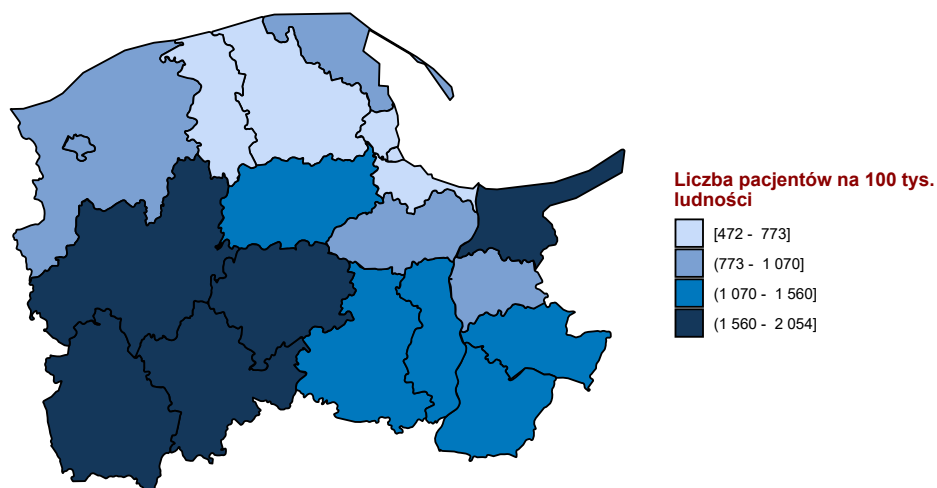 Liczba pacjentów na 100 tys.
ludności
[472 - 773]
(773 - 1 070]
(1 070 - 1 560]
(1 560 - 2 054]